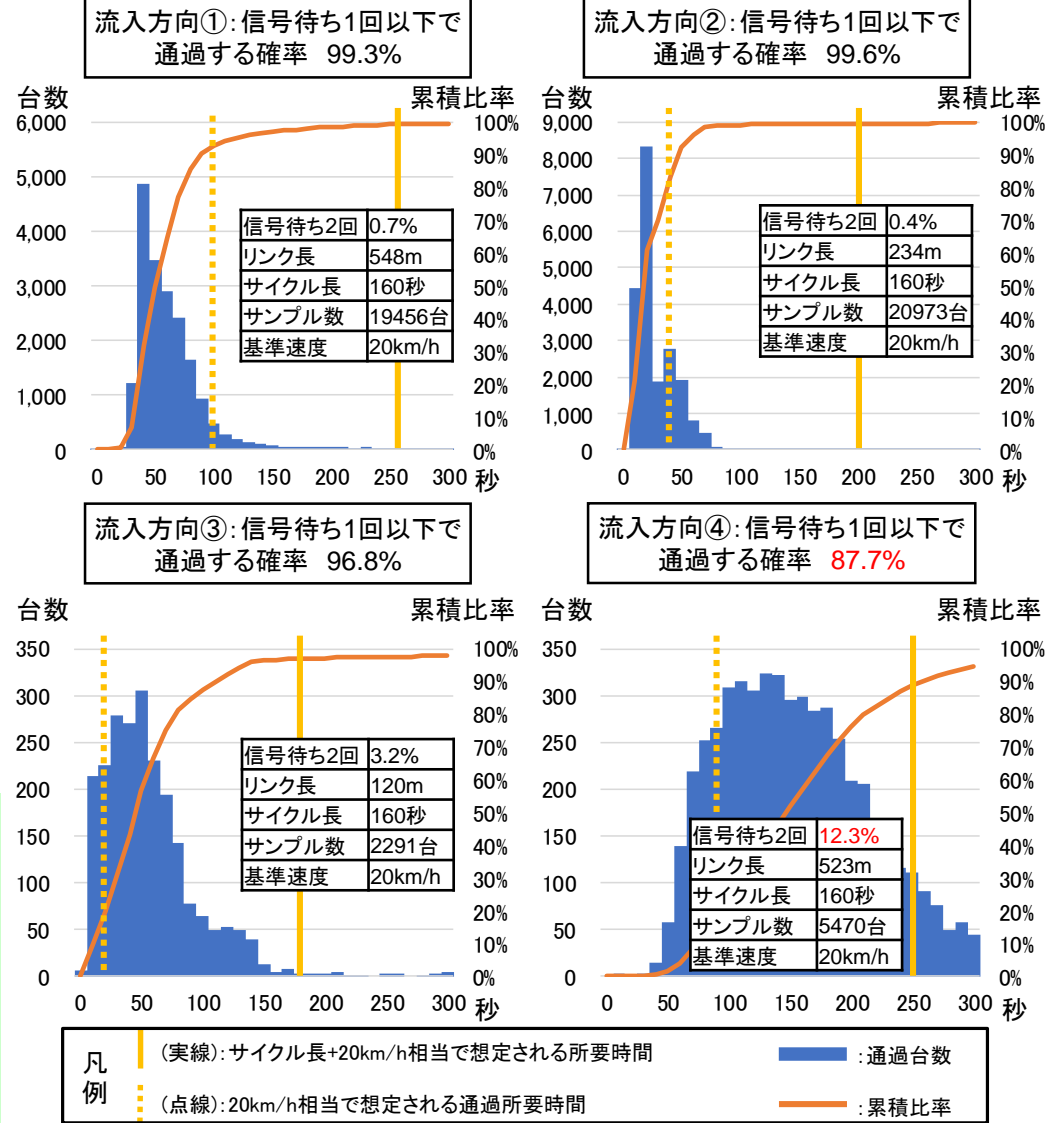 流入方向①:信号待ち1回以下で
通過する確率 99.3%
台数
累積比率
6,000
5,000
4,000
3,000
2,000
1,000
0
100%
90%
80%
70%
60%
50%
40%
30%
20%
10%
0%
信号待ち2回 0.7%
リンク長 548m
サイクル長 160秒
サンプル数 19456台
基準速度 20km/h
0 50 100 150 200 250 300 秒
流入方向②:信号待ち1回以下で
通過する確率 99.6%
台数
累積比率
9,000
8,000
7,000
6,000
5,000
4,000
3,000
2,000
1,000
0
100%
90%
80%
70%
60%
50%
40%
30%
20%
10%
0%
信号待ち2回 0.4%
リンク長 234m
サイクル長 160秒
サンプル数 20973台
基準速度 20km/h
0 50 100 150 200 250 300 秒
流入方向③:信号待ち1回以下で
通過する確率 96.8%
台数
累積比率
350
300
250
200
150
100
50
0
100%
90%
80%
70%
60%
50%
40%
30%
20%
10%
0%
信号待ち2回 3.2%
リンク長 120m
サイクル長 160秒
サンプル数 2291台
基準速度 20km/h
0 50 100 150 200 250 300 秒
流入方向④:信号待ち1回以下で
通過する確率 87.7%
台数
累積比率
350
300
250
200
150
100
50
0
100%
90%
80%
70%
60%
50%
40%
30%
20%
10%
0%
信号待ち2回 12.3%
リンク長 523m
サイクル長 160秒
サンプル数 5470台
基準速度 20km/h
0 50 100 150 200 250 300 秒
凡例
(実線):サイクル長+20km/h相当で想定される所要時間
:通過台数
(点線):20km/h相当で想定される通過所要時間
:累積比率